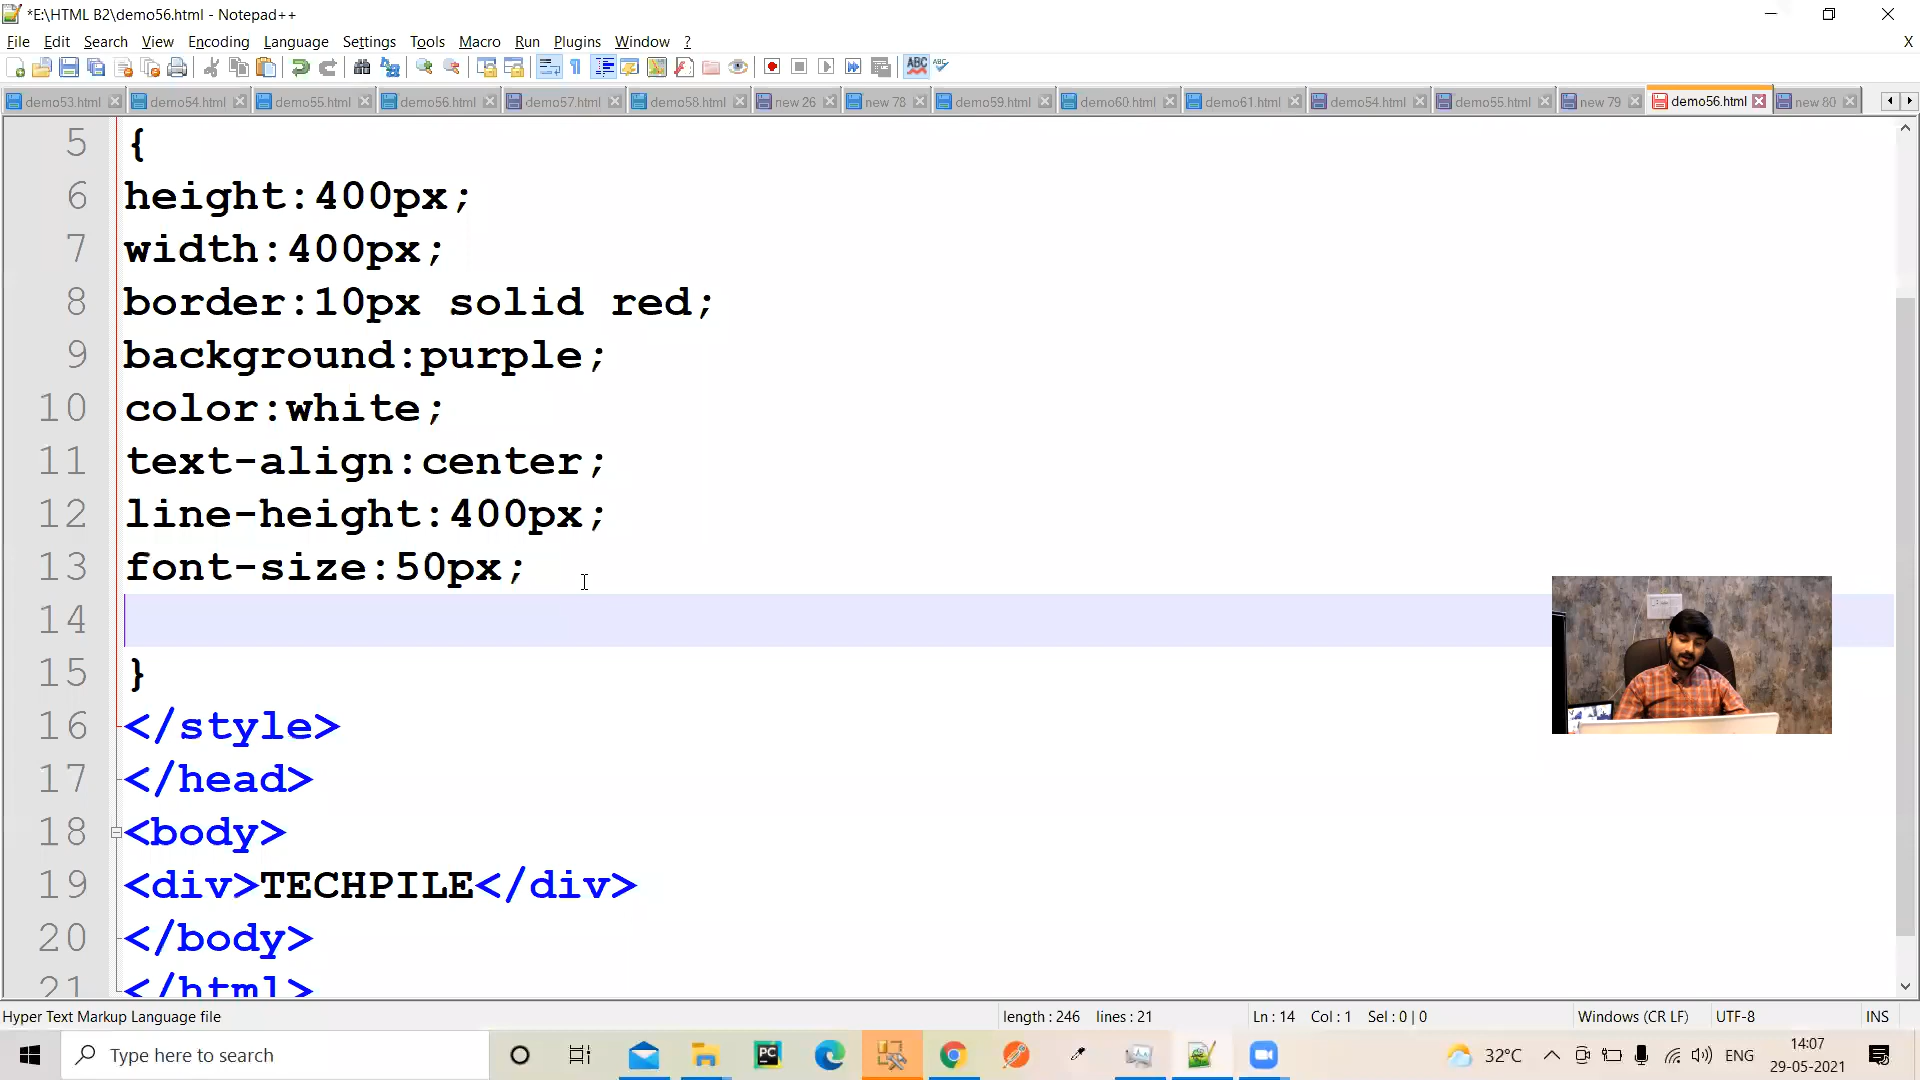 *E:\HTML B2\demo56.html - Notepad++
File Edit Search View Encoding Language Settings Tools Macro Run Plugins Window ? X
demo53.html demo54.html demo55.html demo56.html demo57.html demo58.html new 26 new 78 demo59.html demo60.html demo61.html demo54.html demo55.html new 79 demo56.html new 80
5 {
6 height:400px;
7 width:400px;
8 border:10px solid red;
9 background:purple;
10 color:white;
11 text-align:center;
12 line-height:400px;
13 font-size:50px;
14
15 }
16 </style>
17 </head>
18 <body>
19 <div>TECHPILE</div>
20 </body>
21 </html>
Hyper Text Markup Language file length : 246 lines : 21 Ln : 14 Col : 1 Sel : 0 | 0 Windows (CR LF) UTF-8 INS
Type here to search 32°C ENG 14:07
29-05-2021